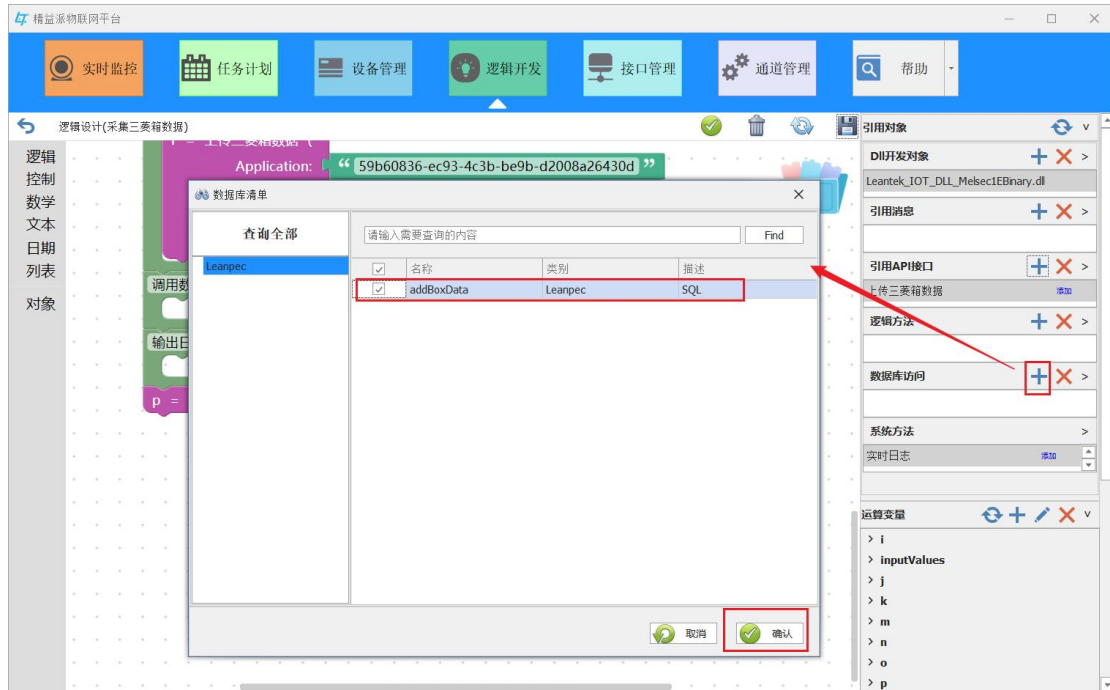 精益派物联网平台
实时监控
任务计划
设备管理
逻辑开发
接口管理
通道管理
帮助
逻辑设计(采集三菱箱数据)
逻辑
控制
数学
文本
日期
列表
对象
r = 上传三菱箱数据 (
Application: “ 59b60836-ec93-4c3b-be9b-d2008a26430d ”
调用数
输出日
p =
数据库清单
查询全部
Leanpec
请输入需要查询的内容
Find
名称 类别 描述
addBoxData Leanpec SQL
取消
确认
引用对象
Dll开发对象
Leantek_IOT_DLL_Melsec1EBinary.dll
引用消息
引用API接口
上传三菱箱数据 添加
逻辑方法
数据库访问
系统方法
实时日志 添加
运算变量
> i
> inputValues
> j
> k
> m
> n
> o
> p